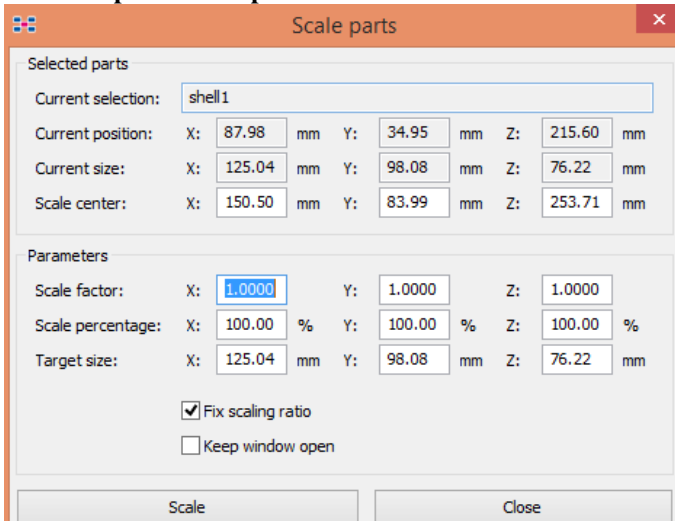 Scale parts
Selected parts
Current selection: shell1
Current position: X: 87.98 mm Y: 34.95 mm Z: 215.60 mm
Current size: X: 125.04 mm Y: 98.08 mm Z: 76.22 mm
Scale center: X: 150.50 mm Y: 83.99 mm Z: 253.71 mm
Parameters
Scale factor: X: 1.0000 Y: 1.0000 Z: 1.0000
Scale percentage: X: 100.00 % Y: 100.00 % Z: 100.00 %
Target size: X: 125.04 mm Y: 98.08 mm Z: 76.22 mm
Fix scaling ratio
Keep window open
Scale Close